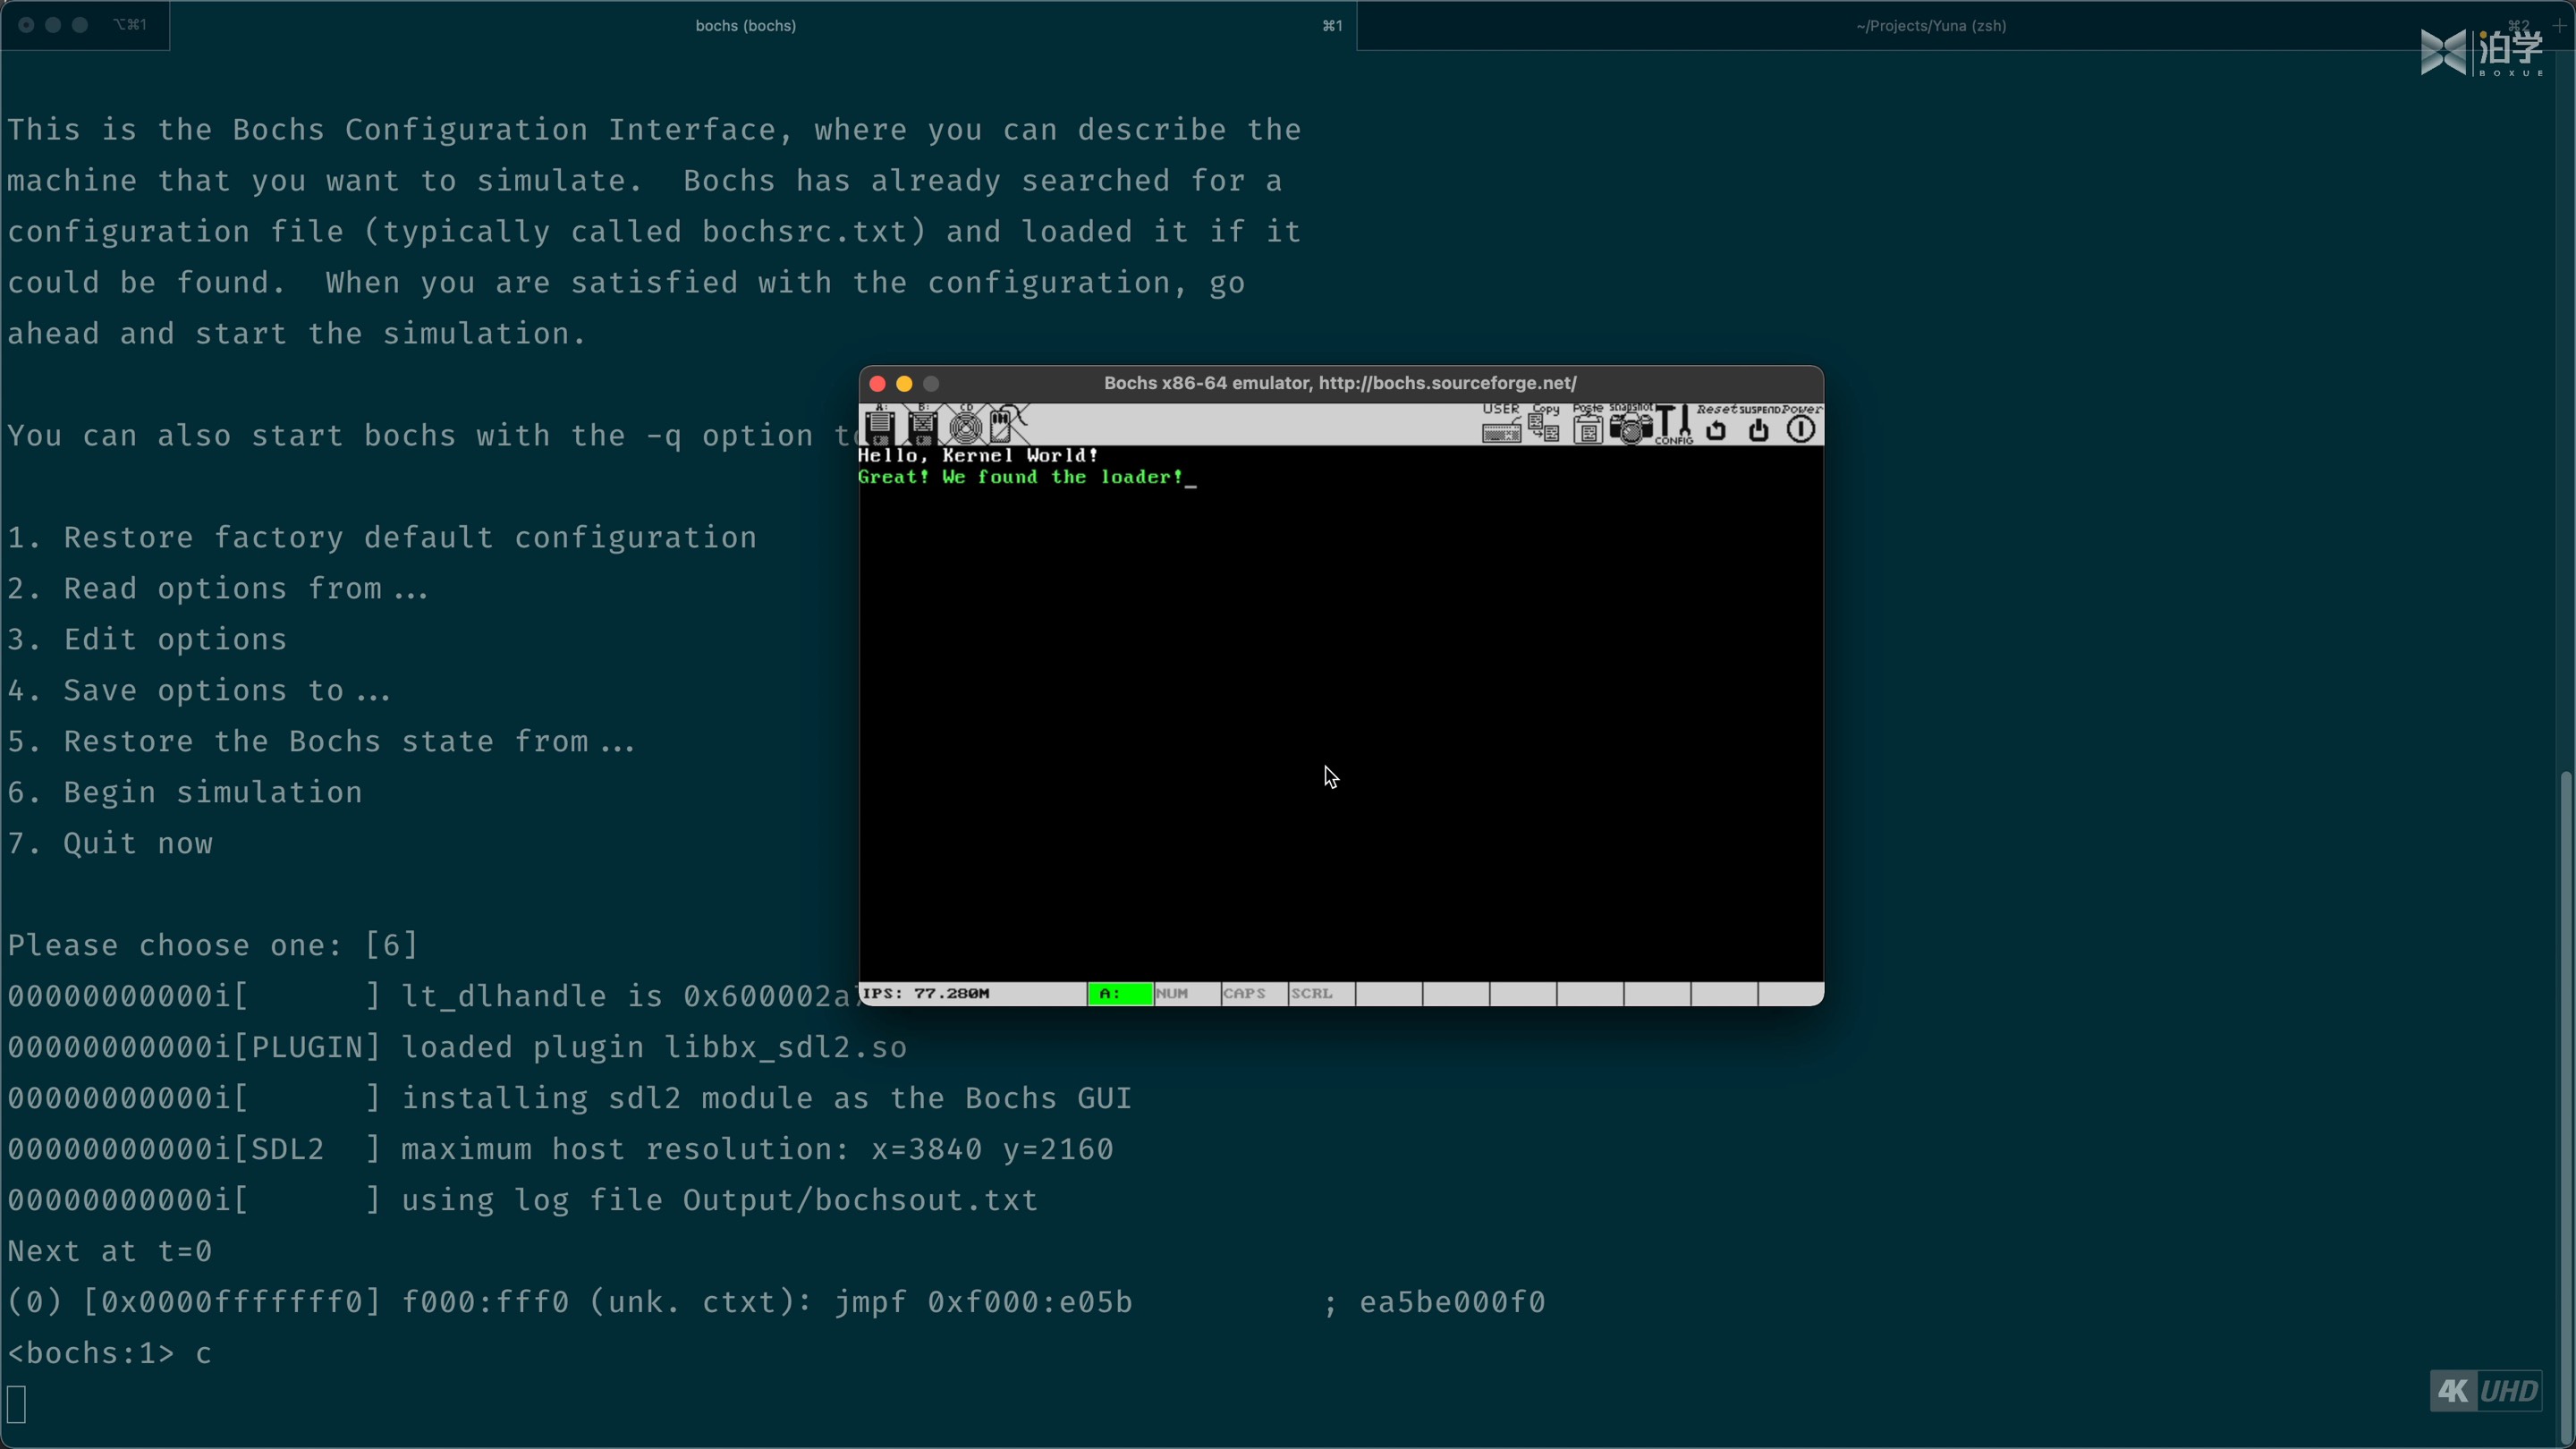 ⌥⌘1
bochs (bochs)
⌘1
~/Projects/Yuna (zsh)
⌘2
泊学
BOXUE
This is the Bochs Configuration Interface, where you can describe the
machine that you want to simulate.  Bochs has already searched for a
configuration file (typically called bochsrc.txt) and loaded it if it
could be found.  When you are satisfied with the configuration, go
ahead and start the simulation.
You can also start bochs with the -q option
1. Restore factory default configuration
2. Read options from...
3. Edit options
4. Save options to...
5. Restore the Bochs state from...
6. Begin simulation
7. Quit now
Please choose one: [6]
00000000000i[      ] lt_dlhandle is 0x600002a
00000000000i[PLUGIN] loaded plugin libbx_sdl2.so
00000000000i[      ] installing sdl2 module as the Bochs GUI
00000000000i[SDL2  ] maximum host resolution: x=3840 y=2160
00000000000i[      ] using log file Output/bochsout.txt
Next at t=0
(0) [0x0000fffffff0] f000:fff0 (unk. ctxt): jmpf 0xf000:e05b          ; ea5be000f0
<bochs:1> c
Bochs x86-64 emulator, http://bochs.sourceforge.net/
A: B: CD USER Copy Paste snapshot CONFIG Reset SUSPEND Power
Hello, Kernel World!
Great! We found the loader!_
IPS: 77.280M A: NUM CAPS SCRL
4K UHD